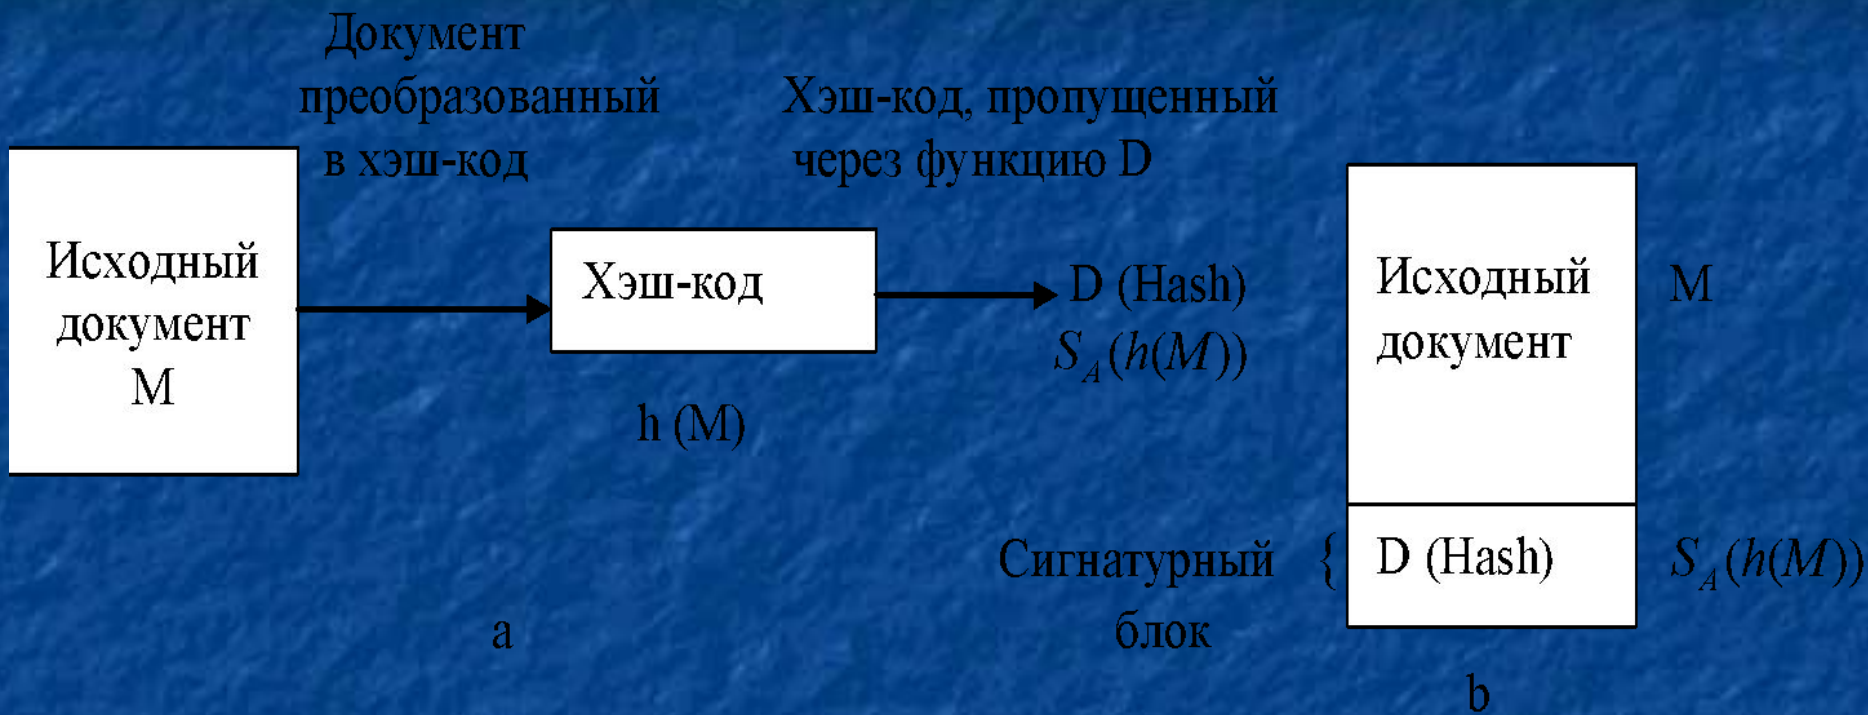 Документ
преобразованный
в хэш-код
Хэш-код, пропущенный
через функцию D
Исходный
документ
M
Хэш-код
h (M)
D (Hash)
S_A(h(M))
a
Исходный
документ
M
Сигнатурный
блок
{
D (Hash)
S_A(h(M))
b